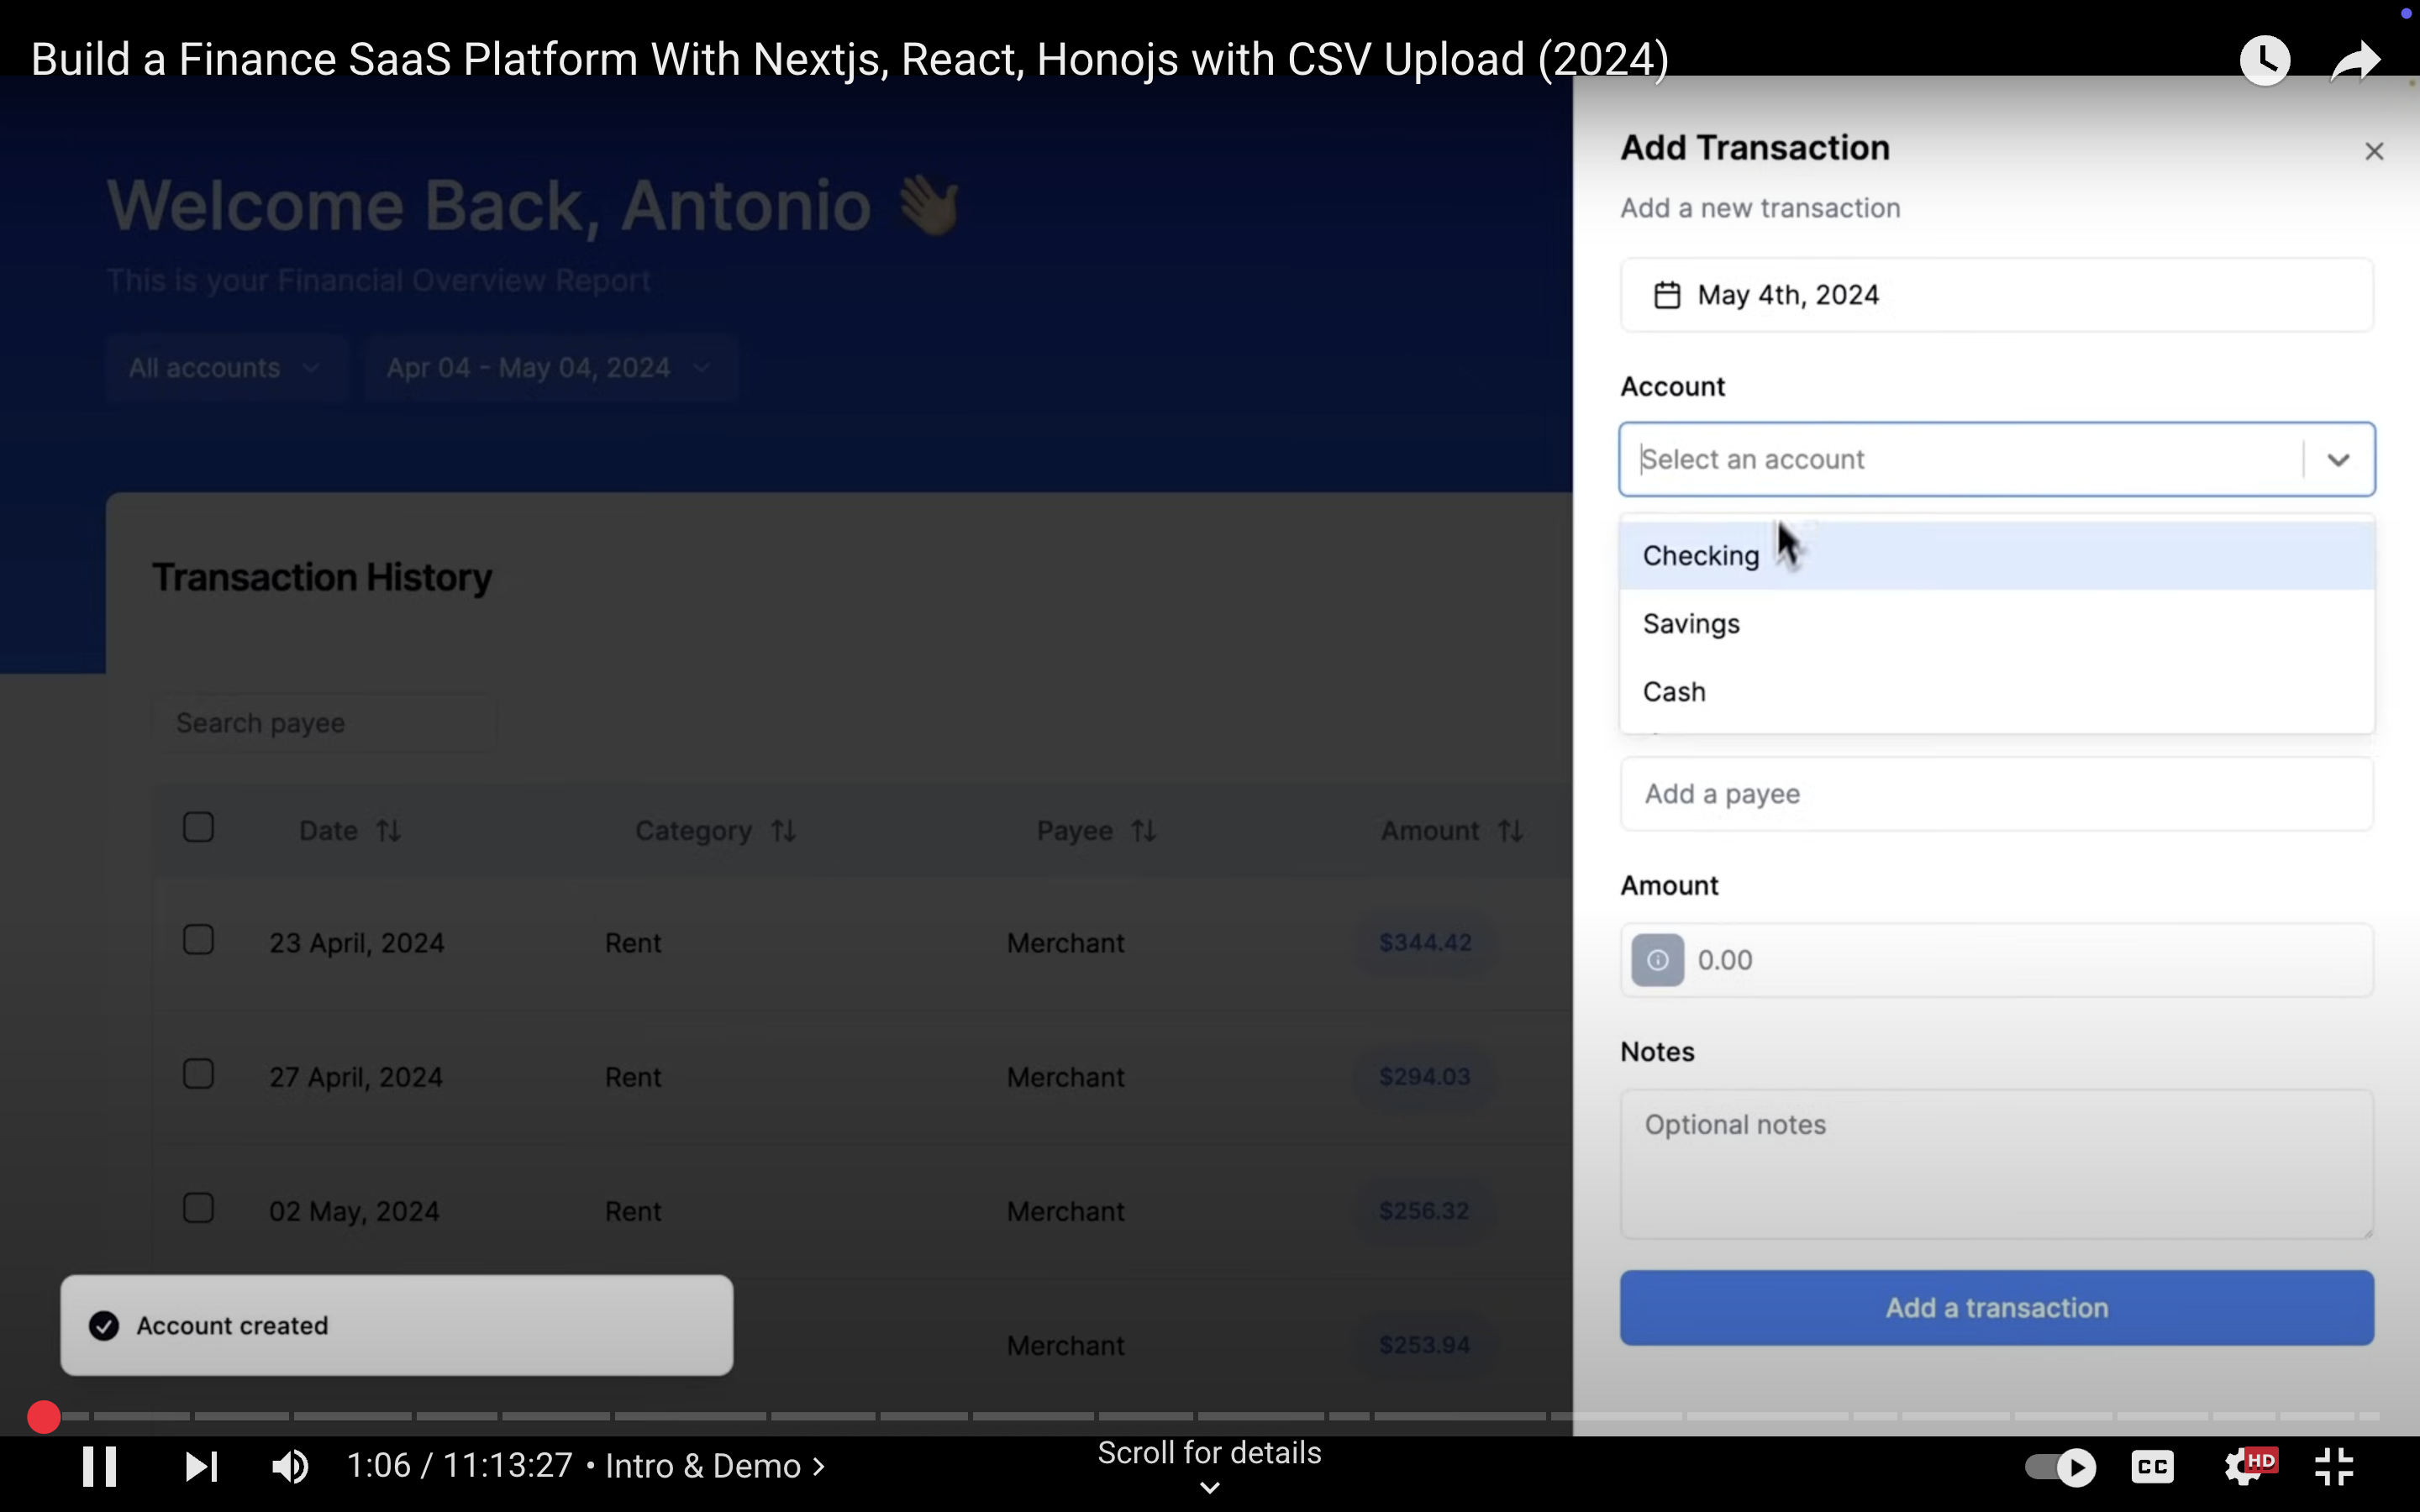 Build a Finance SaaS Platform With Nextjs, React, Honojs with CSV Upload (2024)
Welcome Back, Antonio 👋
This is your Financial Overview Report
All accounts
Apr 04 - May 04, 2024
Transaction History
Search payee
Date Category Payee Amount
23 April, 2024 Rent Merchant $344.42
27 April, 2024 Rent Merchant $294.03
02 May, 2024 Rent Merchant $256.32
Merchant $253.94
Account created
Add Transaction
Add a new transaction
May 4th, 2024
Account
Select an account
Checking
Savings
Cash
Add a payee
Amount
0.00
Notes
Optional notes
Add a transaction
1:06 / 11:13:27 • Intro & Demo
Scroll for details
CC
HD